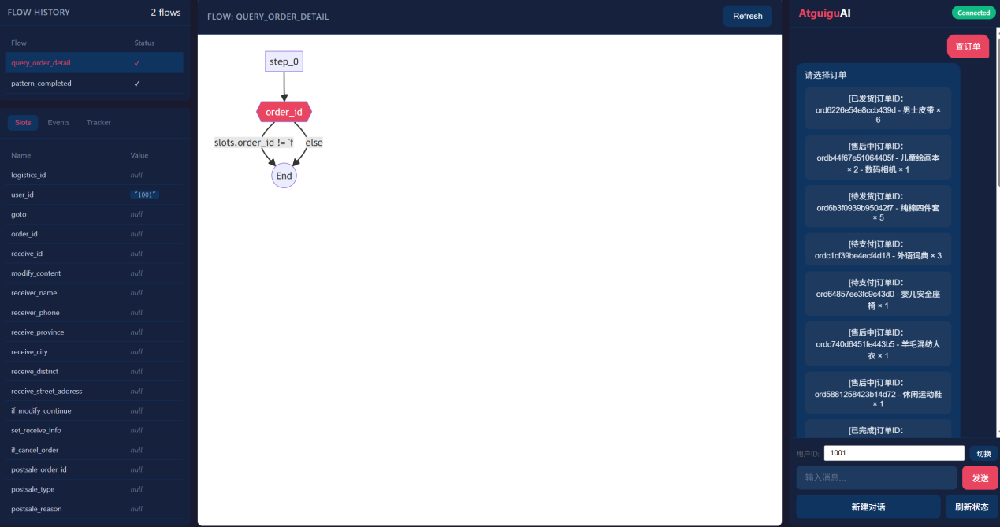 FLOW HISTORY
2 flows
Flow Status
query_order_detail ✓
pattern_completed ✓
Slots Events Tracker
Name Value
logistics_id null
user_id "1001"
goto null
order_id null
receive_id null
modify_content null
receiver_name null
receiver_phone null
receive_province null
receive_city null
receive_district null
receive_street_address null
if_modify_continue null
set_receive_info null
if_cancel_order null
postsale_order_id null
postsale_type null
postsale_reason null
FLOW: QUERY_ORDER_DETAIL
Refresh
step_0
order_id
slots.order_id != 'f
else
End
AtguiguAI
Connected
查订单
请选择订单
[已发货]订单ID：
ord6226e54e8ccb439d - 男士皮带 ×
6
[售后中]订单ID：
ordb44f67e51064405f - 儿童绘画本
× 2 - 数码相机 × 1
[待发货]订单ID：
ord6b3f0939b95042f7 - 纯棉四件套
× 5
[待支付]订单ID：
ordc1cf39be4ecf4d18 - 外语词典 × 3
[待支付]订单ID：
ord64857ee3fc9c43d0 - 婴儿安全座
椅 × 1
[售后中]订单ID：
ordc740d6451fe443b5 - 羊毛混纺大
衣 × 1
[售后中]订单ID：
ord5881258423b14d72 - 休闲运动鞋
× 1
[已完成]订单ID：
用户ID: 1001 切换
输入消息...
发送
新建对话
刷新状态